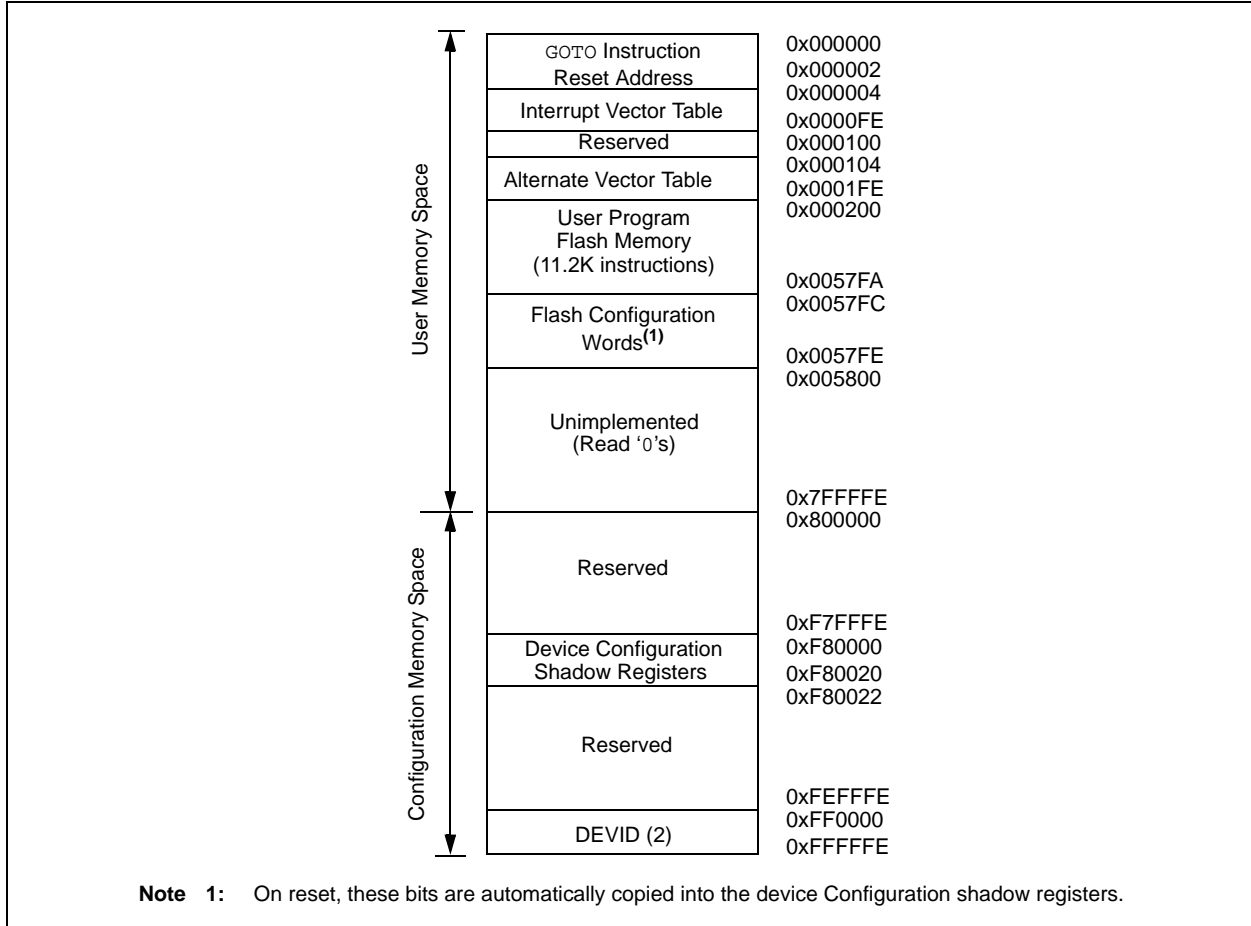 GOTO Instruction
0x000000
Reset Address
0x000002
0x000004
Interrupt Vector Table
0x0000FE
Reserved
0x000100
0x000104
Alternate Vector Table
0x0001FE
0x000200
User Program
Flash Memory
(11.2K instructions)
0x0057FA
0x0057FC
Flash Configuration
Words(1)
0x0057FE
0x005800
Unimplemented
(Read ‘0’s)
0x7FFFFE
User Memory Space
0x800000
Reserved
0xF7FFFE
0xF80000
Device Configuration
Shadow Registers
0xF80020
0xF80022
Reserved
0xFEFFFE
0xFF0000
DEVID (2)
0xFFFFFE
Configuration Memory Space
Note 1: On reset, these bits are automatically copied into the device Configuration shadow registers.